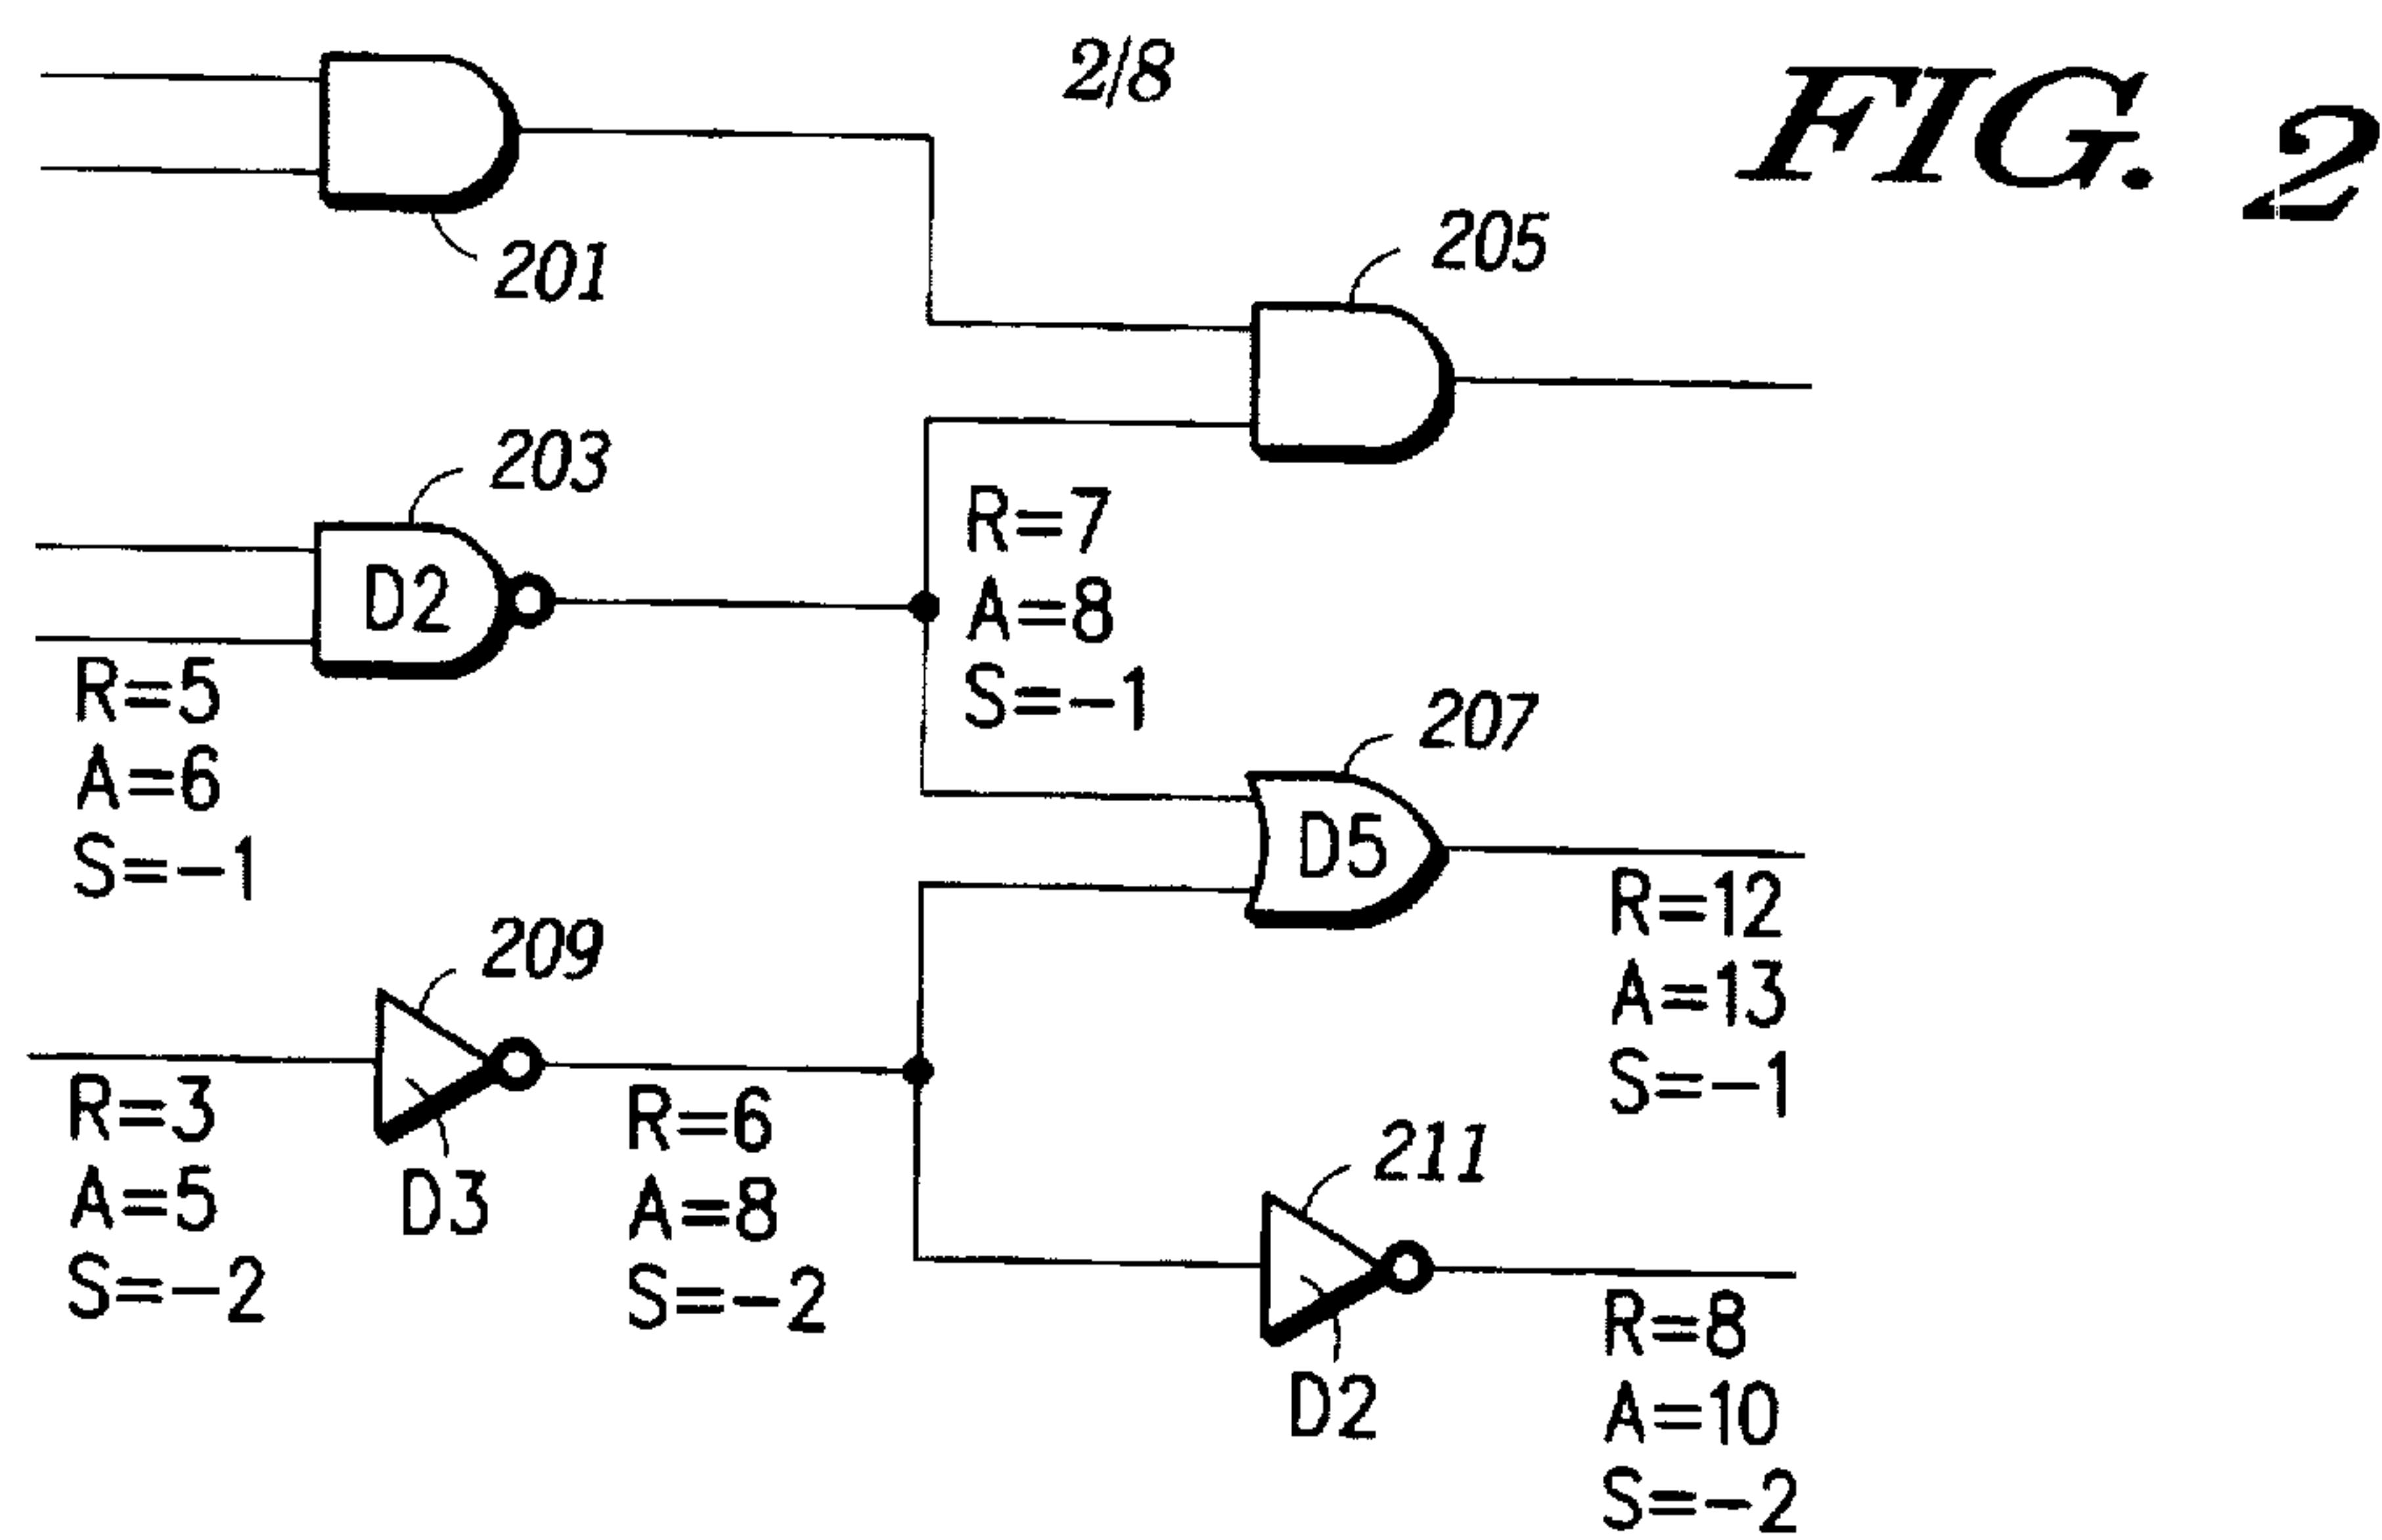 2/8
FIG. 2
201
205
203
D2
R=7
A=8
S=-1
R=5
A=6
S=-1
207
D5
R=12
A=13
S=-1
209
D3
R=3
A=5
S=-2
R=6
A=8
S=-2
211
D2
R=8
A=10
S=-2